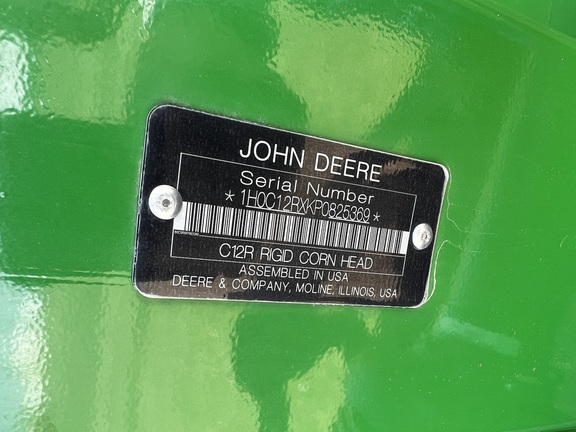 JOHN DEERE
Serial Number
*1H0C12RXKP0825369*
C12R RIGID CORN HEAD
ASSEMBLED IN USA
DEERE & COMPANY, MOLINE, ILLINOIS, USA